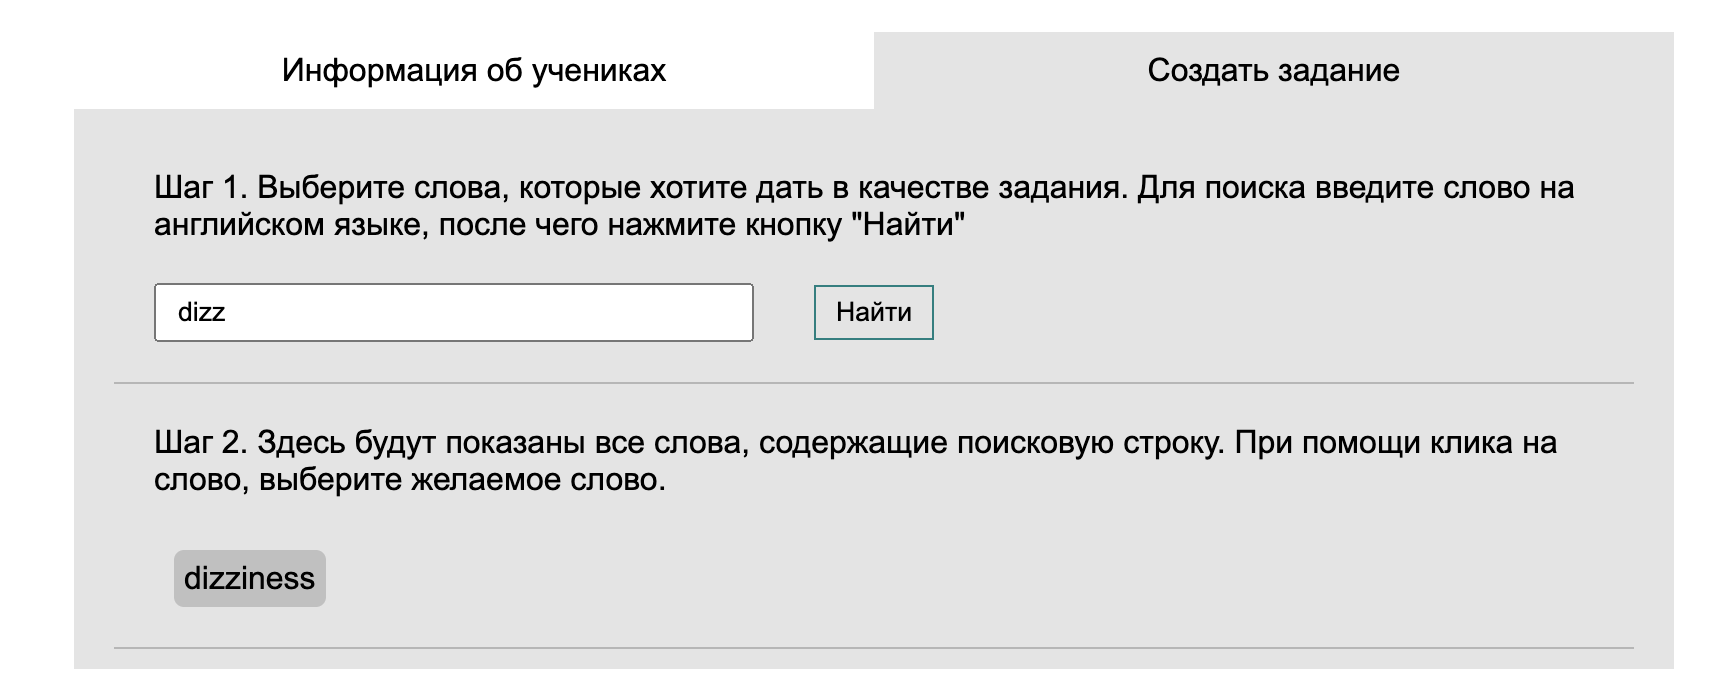 Информация об учениках
Создать задание
Шаг 1. Выберите слова, которые хотите дать в качестве задания. Для поиска введите слово на
английском языке, после чего нажмите кнопку "Найти"
dizz
Найти
Шаг 2. Здесь будут показаны все слова, содержащие поисковую строку. При помощи клика на
слово, выберите желаемое слово.
dizziness